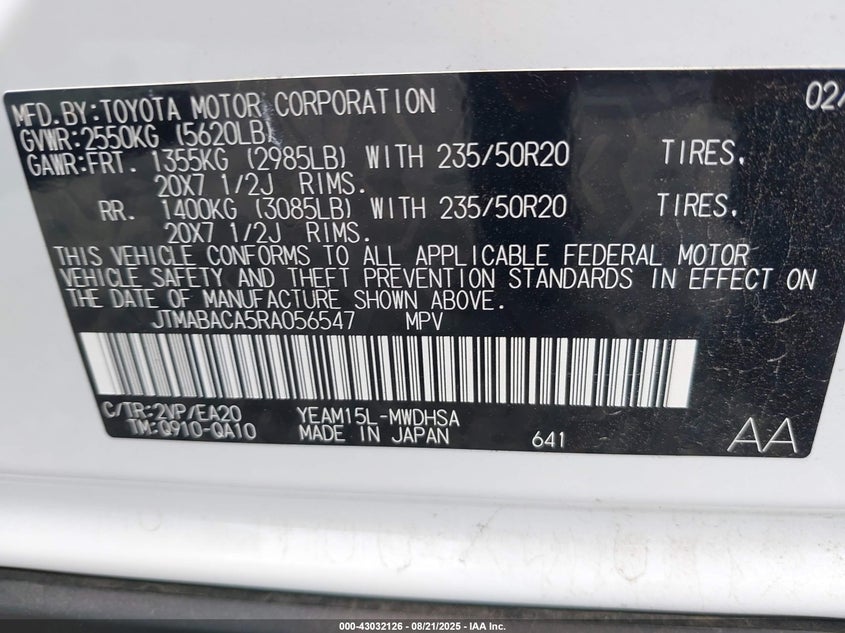 MFD.BY:TOYOTA MOTOR CORPORATION 02/
GVWR:2550KG (5620LB)
GAWR:FRT. 1355KG (2985LB) WITH 235/50R20 TIRES.
20X7 1/2J RIMS.
RR. 1400KG (3085LB) WITH 235/50R20 TIRES.
20X7 1/2J RIMS.
THIS VEHICLE CONFORMS TO ALL APPLICABLE FEDERAL MOTOR
VEHICLE SAFETY AND THEFT PREVENTION STANDARDS IN EFFECT ON
THE DATE OF MANUFACTURE SHOWN ABOVE.
JTMABACA5RA056547 MPV
C/TR:2VP/EA20 YEAM15L-MWDHSA
TM:Q910-QA10 MADE IN JAPAN 641 AA
000-43032126 - 08/21/2025 - IAA Inc.